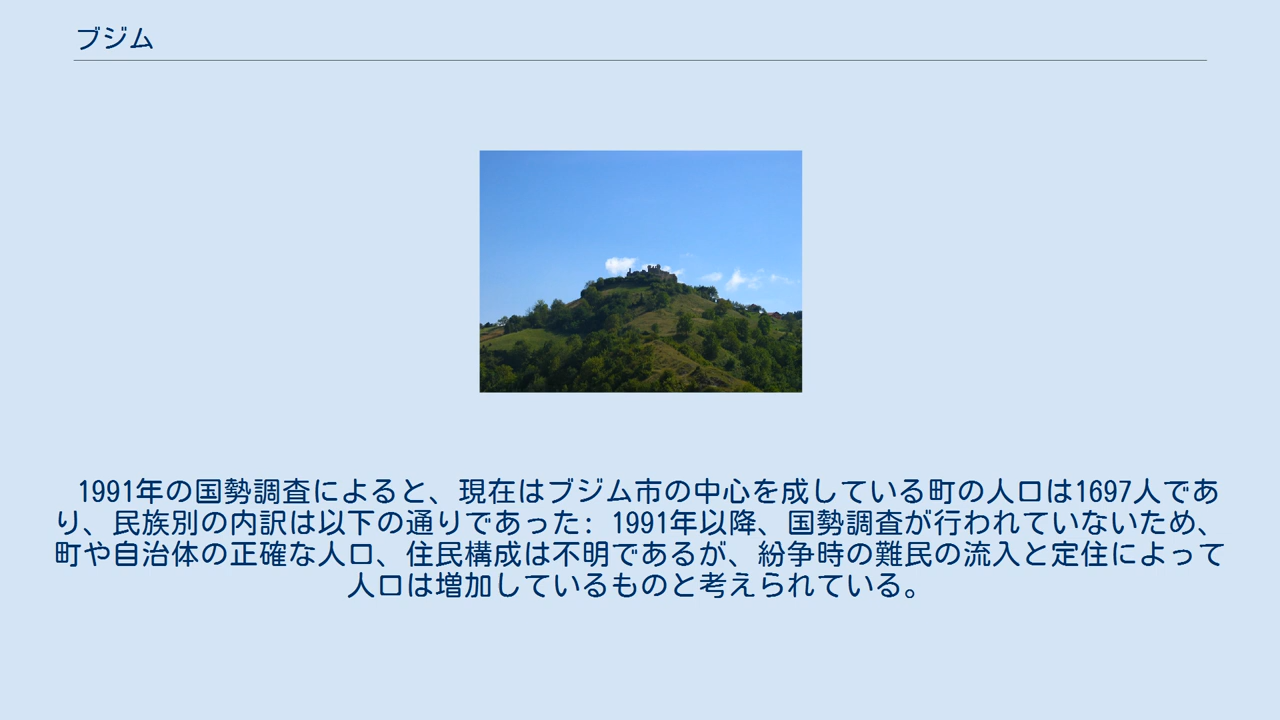 ブジム
1991年の国勢調査によると、現在はブジム市の中心を成している町の人口は1697人であ
り、民族別の内訳は以下の通りであった: 1991年以降、国勢調査が行われていないため、
町や自治体の正確な人口、住民構成は不明であるが、紛争時の難民の流入と定住によって
人口は増加しているものと考えられている。